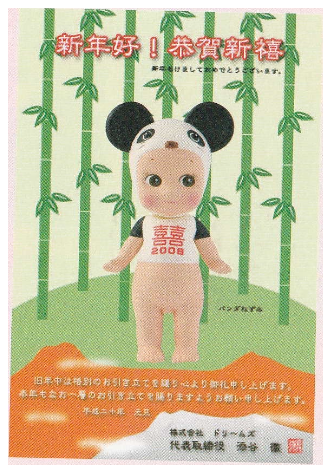 新年好！恭賀新禧
新年あけましておめでとうございます。
囍
2008
パンダねずみ
旧年中は格別のお引き立てを賜り心より御礼申し上げます。
本年もなお一層のお引き立てを賜りますようお願い申し上げます。
平成二十年　元旦
株式会社　ドリームズ
代表取締役　添谷　徹